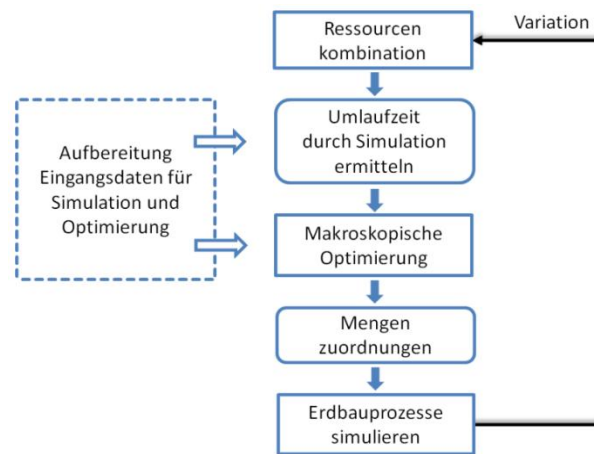 Ressourcen
kombination
Variation
Umlaufzeit
durch Simulation
ermitteln
Aufbereitung
Eingangsdaten für
Simulation und
Optimierung
Makroskopische
Optimierung
Mengen
zuordnungen
Erdbauprozesse
simulieren